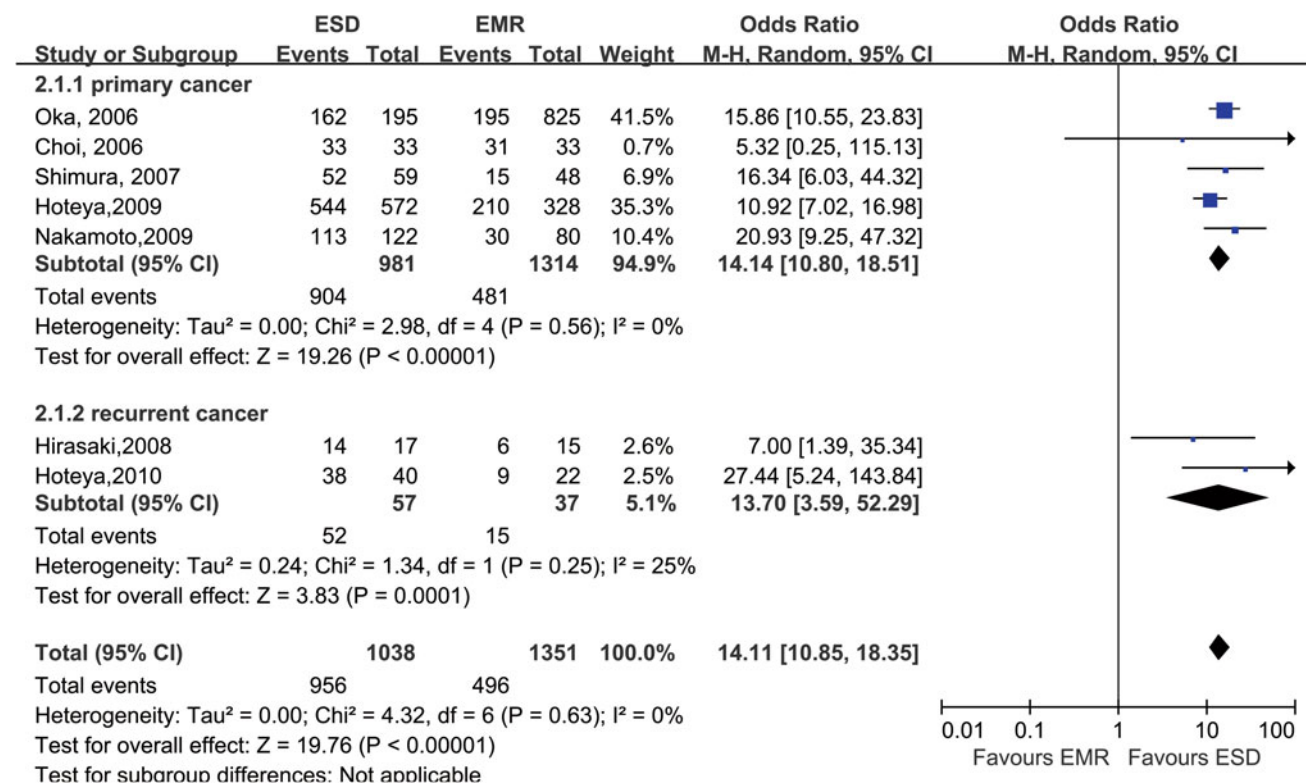 ESD EMR Odds Ratio Odds Ratio
Study or Subgroup Events Total Events Total Weight M-H, Random, 95% CI M-H, Random, 95% CI
2.1.1 primary cancer
Oka, 2006 162 195 195 825 41.5% 15.86 [10.55, 23.83]
Choi, 2006 33 33 31 33 0.7% 5.32 [0.25, 115.13]
Shimura, 2007 52 59 15 48 6.9% 16.34 [6.03, 44.32]
Hoteya,2009 544 572 210 328 35.3% 10.92 [7.02, 16.98]
Nakamoto,2009 113 122 30 80 10.4% 20.93 [9.25, 47.32]
Subtotal (95% CI) 981 1314 94.9% 14.14 [10.80, 18.51]
Total events 904 481
Heterogeneity: Tau² = 0.00; Chi² = 2.98, df = 4 (P = 0.56); I² = 0%
Test for overall effect: Z = 19.26 (P < 0.00001)
2.1.2 recurrent cancer
Hirasaki,2008 14 17 6 15 2.6% 7.00 [1.39, 35.34]
Hoteya,2010 38 40 9 22 2.5% 27.44 [5.24, 143.84]
Subtotal (95% CI) 57 37 5.1% 13.70 [3.59, 52.29]
Total events 52 15
Heterogeneity: Tau² = 0.24; Chi² = 1.34, df = 1 (P = 0.25); I² = 25%
Test for overall effect: Z = 3.83 (P = 0.0001)
Total (95% CI) 1038 1351 100.0% 14.11 [10.85, 18.35]
Total events 956 496
Heterogeneity: Tau² = 0.00; Chi² = 4.32, df = 6 (P = 0.63); I² = 0%
Test for overall effect: Z = 19.76 (P < 0.00001)
Test for subgroup differences: Not applicable
0.01 0.1 1 10 100
Favours EMR Favours ESD